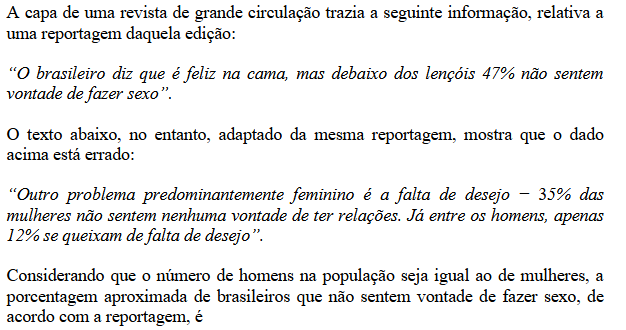 A capa de uma revista de grande circulação trazia a seguinte informação, relativa a
uma reportagem daquela edição:
“O brasileiro diz que é feliz na cama, mas debaixo dos lençóis 47% não sentem
vontade de fazer sexo”.
O texto abaixo, no entanto, adaptado da mesma reportagem, mostra que o dado
acima está errado:
“Outro problema predominantemente feminino é a falta de desejo − 35% das
mulheres não sentem nenhuma vontade de ter relações. Já entre os homens, apenas
12% se queixam de falta de desejo”.
Considerando que o número de homens na população seja igual ao de mulheres, a
porcentagem aproximada de brasileiros que não sentem vontade de fazer sexo, de
acordo com a reportagem, é